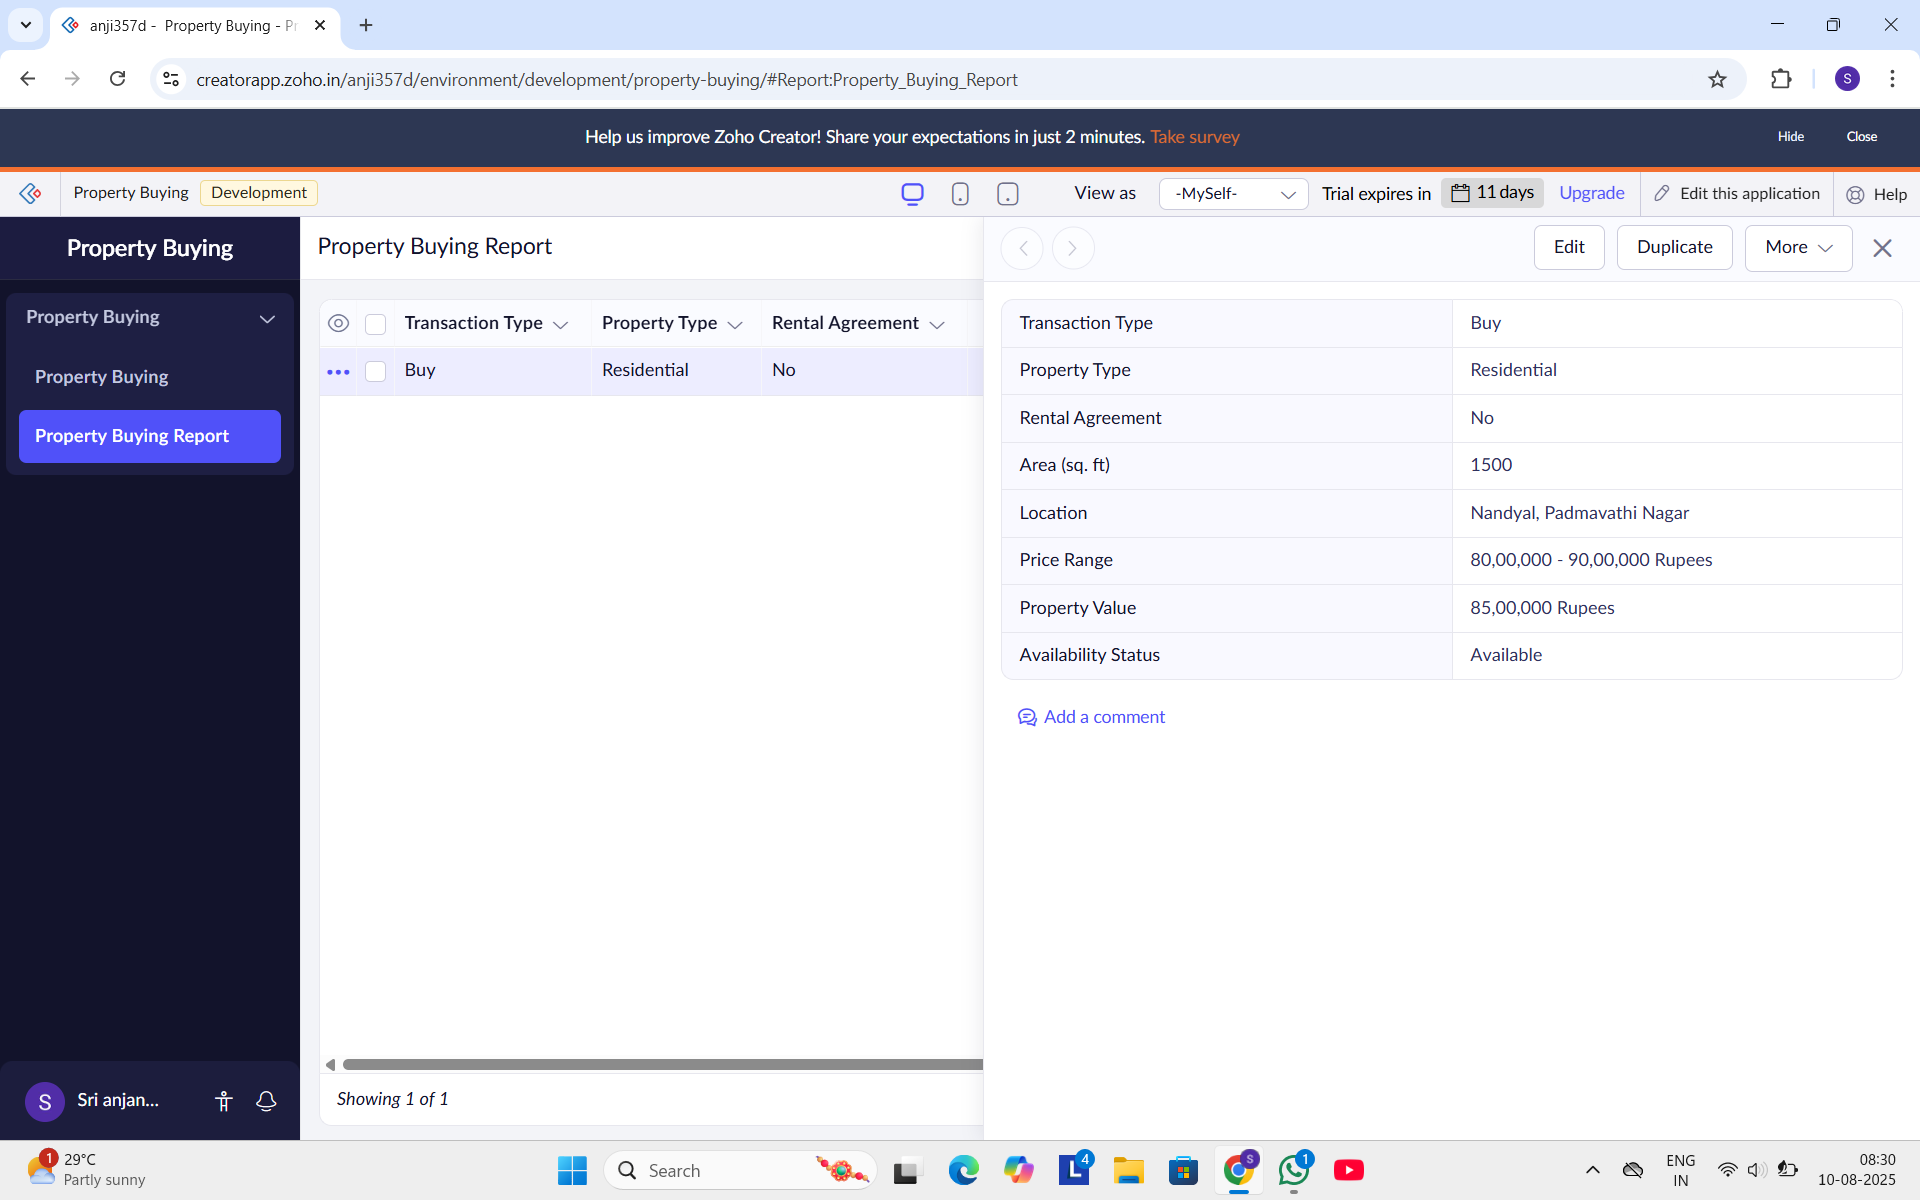 anji357d - Property Buying - Pr
creatorapp.zoho.in/anji357d/environment/development/property-buying/#Report:Property_Buying_Report
S
Help us improve Zoho Creator! Share your expectations in just 2 minutes. Take survey
Hide
Close
Property Buying
Development
View as
-MySelf-
Trial expires in
11 days
Upgrade
Edit this application
Help
Property Buying
Property Buying
Property Buying
Property Buying Report
Property Buying Report
Transaction Type
Property Type
Rental Agreement
Buy
Residential
No
Showing 1 of 1
Edit
Duplicate
More
Transaction Type
Buy
Property Type
Residential
Rental Agreement
No
Area (sq. ft)
1500
Location
Nandyal, Padmavathi Nagar
Price Range
80,00,000 - 90,00,000 Rupees
Property Value
85,00,000 Rupees
Availability Status
Available
Add a comment
S
Sri anjan...
1
29°C
Partly sunny
Search
L
4
S
1
ENG
IN
08:30
10-08-2025